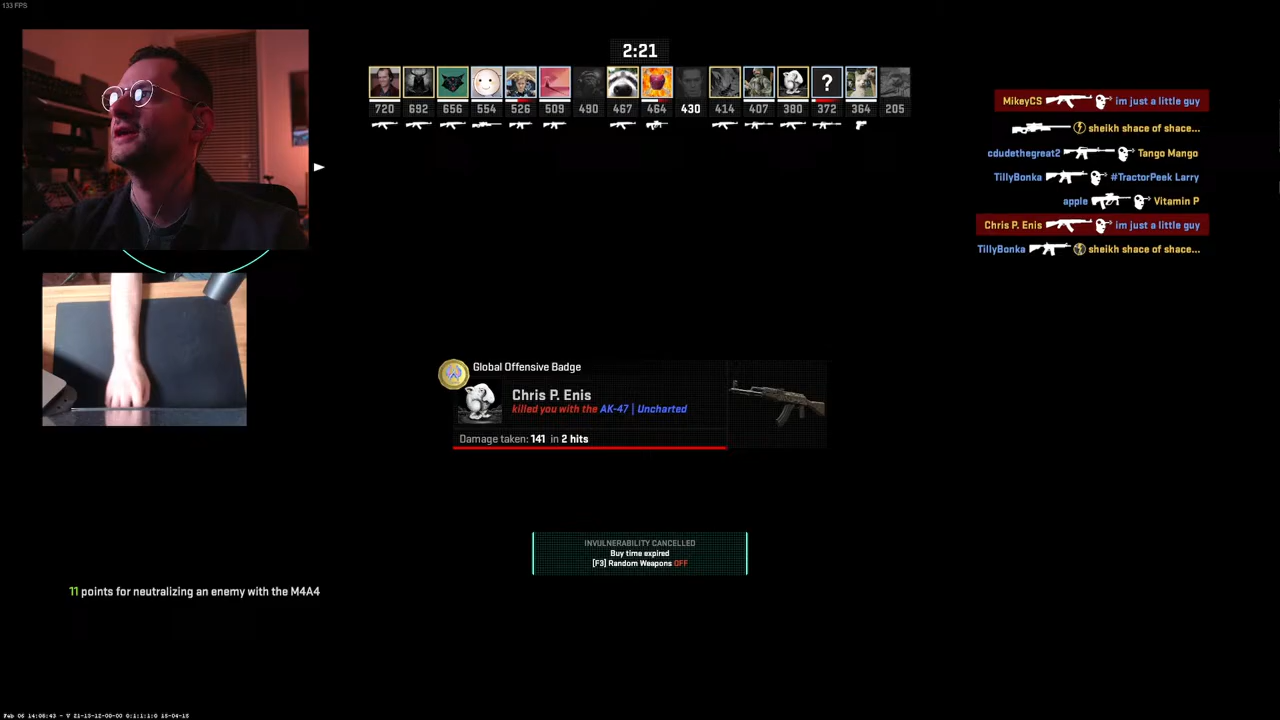 133 FPS
2:21
720 692 656 554 526 509 490 467 464 430 414 407 380 372 364 205
?
MikeyCS im just a little guy
sheikh shace of shace...
cdudethegreat2 Tango Mango
TillyBonka #TractorPeek Larry
apple Vitamin P
Chris P. Enis im just a little guy
TillyBonka sheikh shace of shace...
Global Offensive Badge
Chris P. Enis
killed you with the AK-47 | Uncharted
Damage taken: 141 in 2 hits
INVULNERABILITY CANCELLED
Buy time expired
[F3] Random Weapons OFF
11 points for neutralizing an enemy with the M4A4